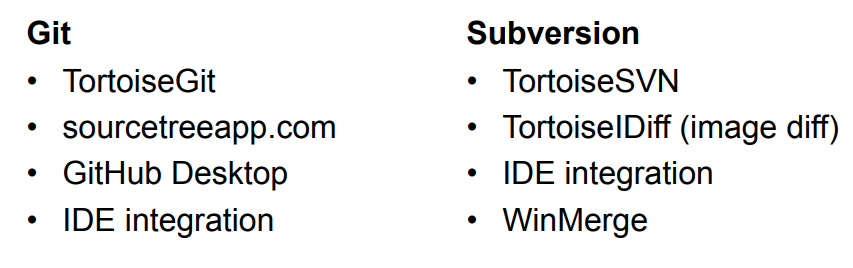 Git
• TortoiseGit
• sourcetreeapp.com
• GitHub Desktop
• IDE integration
Subversion
• TortoiseSVN
• TortoiseIDiff (image diff)
• IDE integration
• WinMerge